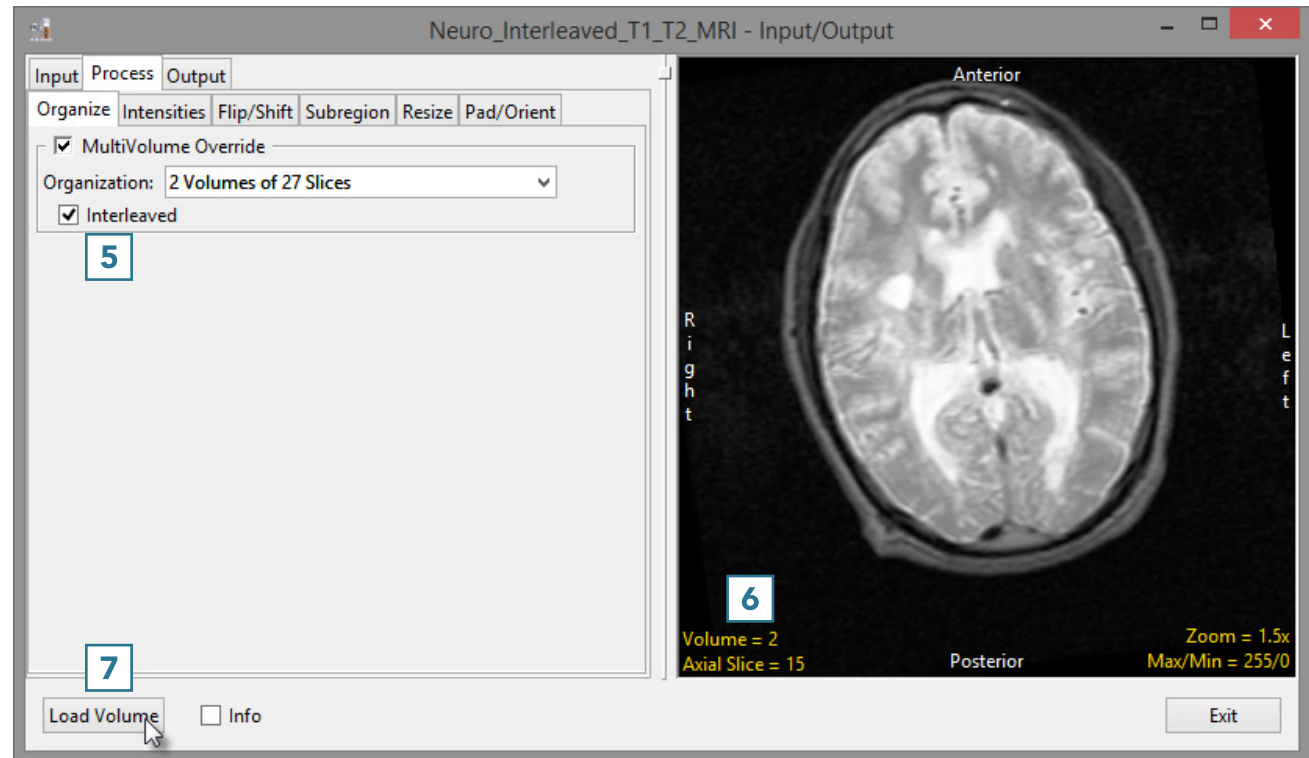 Neuro_Interleaved_T1_T2_MRI - Input/Output
Input Process Output
Organize Intensities Flip/Shift Subregion Resize Pad/Orient
MultiVolume Override
Organization: 2 Volumes of 27 Slices
Interleaved
5
Anterior
Right
Left
6
Volume = 2
Axial Slice = 15
Posterior
Zoom = 1.5x
Max/Min = 255/0
7
Load Volume
Info
Exit